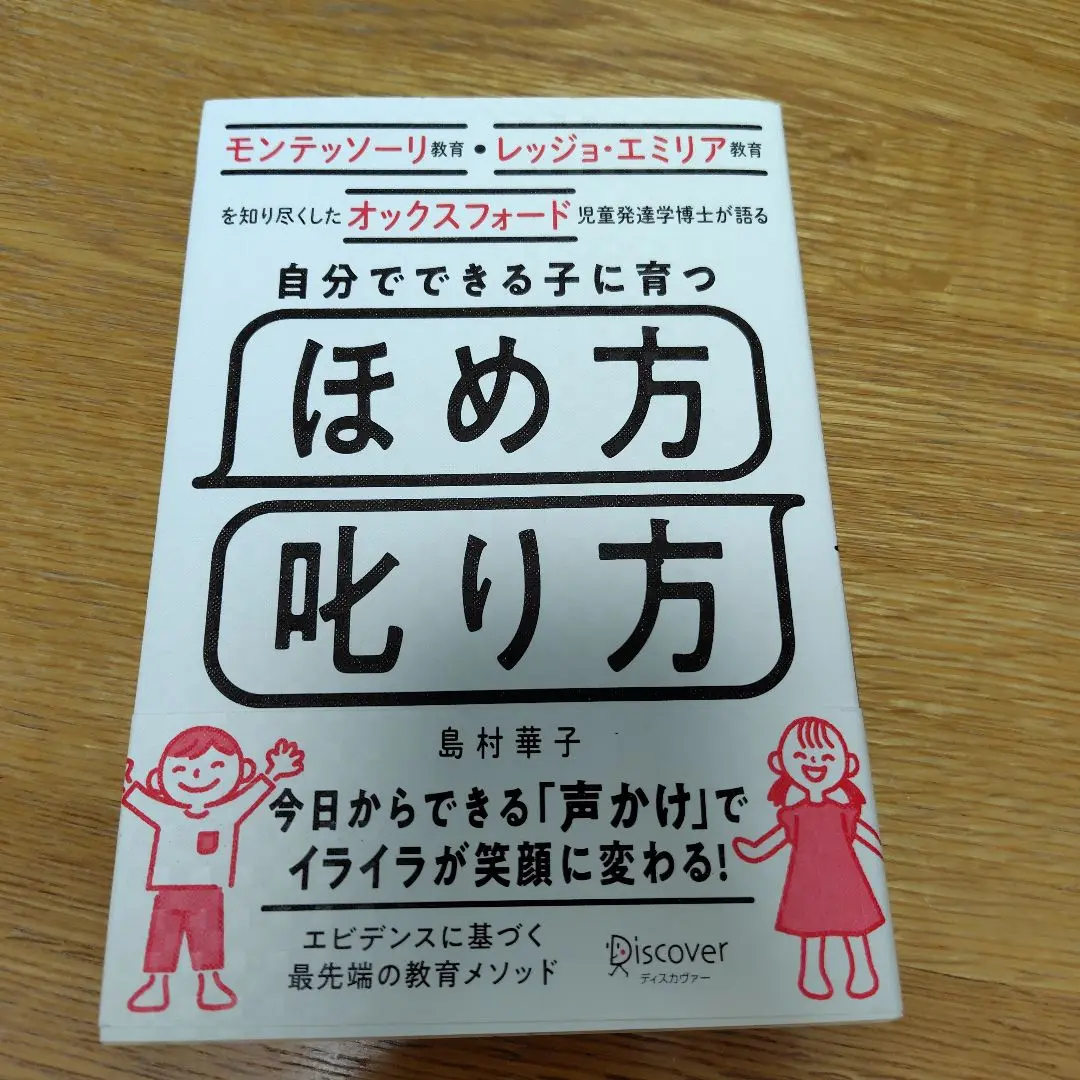 モンテッソーリ教育・レッジョ・エミリア教育
を知り尽くしたオックスフォード児童発達学博士が語る
自分でできる子に育つ
ほめ方
叱り方
島村華子
今日からできる「声かけ」で
イライラが笑顔に変わる!
エビデンスに基づく
最先端の教育メソッド
Discover
ディスカヴァー